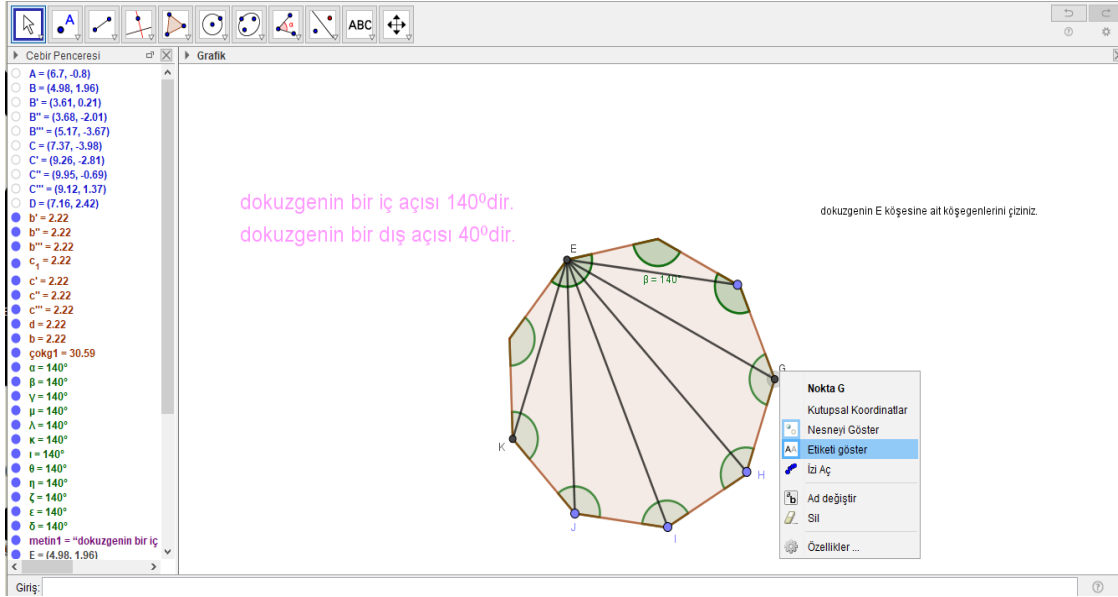 ABC
Cebir Penceresi
Grafik
A = (6.7, -0.8)
B = (4.98, 1.96)
B' = (3.61, 0.21)
B'' = (3.68, -2.01)
B''' = (5.17, -3.67)
C = (7.37, -3.98)
C' = (9.26, -2.81)
C'' = (9.95, -0.69)
C''' = (9.12, 1.37)
D = (7.16, 2.42)
b' = 2.22
b'' = 2.22
b''' = 2.22
c₁ = 2.22
c' = 2.22
c'' = 2.22
c''' = 2.22
d = 2.22
b = 2.22
çokg1 = 30.59
α = 140°
β = 140°
γ = 140°
μ = 140°
λ = 140°
κ = 140°
ι = 140°
θ = 140°
η = 140°
ζ = 140°
ε = 140°
δ = 140°
metin1 = "dokuzgenin bir iç
E = (4.98, 1.96)
dokuzgenin bir iç açısı 140⁰dir.
dokuzgenin bir dış açısı 40⁰dir.
dokuzgenin E köşesine ait köşegenlerini çiziniz.
E
β = 140°
G
K
H
J
I
Nokta G
Kutupsal Koordinatlar
Nesneyi Göster
AA Etiketi göster
İzi Aç
Ad değiştir
Sil
Özellikler ...
Giriş: